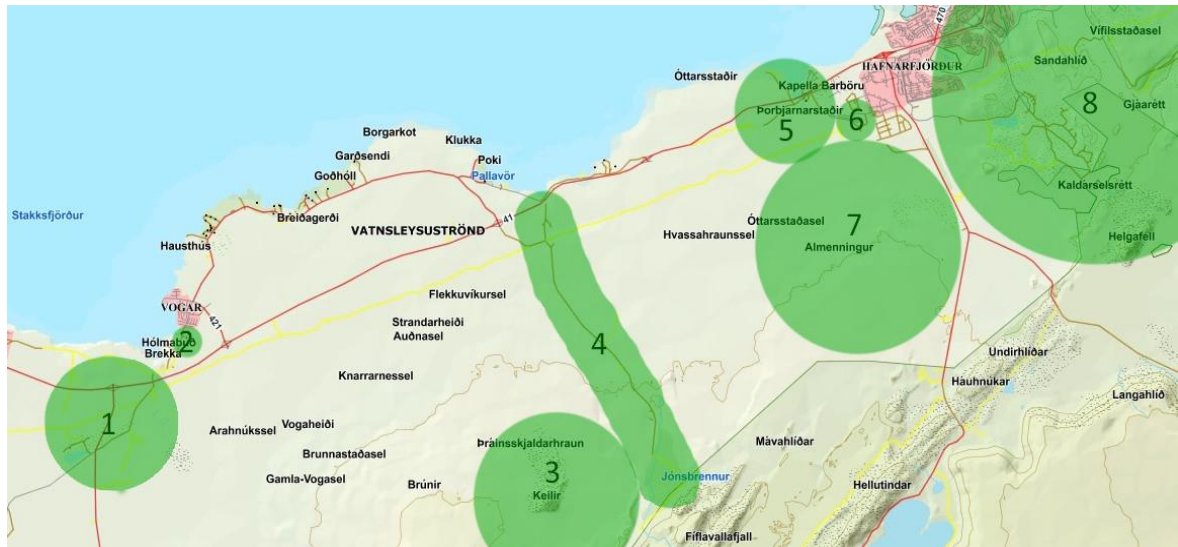 470
Vífilsstaðasel
HAFNARFJÖRÐUR
Sandahlíð
Óttarsstaðir
Kapella Barböru
8
Gjáarétt
Þorbjarnarstaðir
6
5
Borgarkot
Klukka
Garðsendi
Poki
Goðhóll
Pallavör
Kaldárselsrétt
Stakksfjörður
Breiðagerði
41
Óttarsstaðasel
7
VATNSLEYSUSTRÖND
Hvassahraunssel
Almenningur
Helgafell
Hausthús
Flekkuvíkursel
VOGAR
421
Strandarheiði
Auðnasel
2
Hólmabúð
Brekka
4
Undirhlíðar
Knarrarnessel
Háuhnúkar
Langahlíð
1
Arahnúkssel
Vogaheiði
Þráinsskjaldarhraun
Mávahlíðar
Brunnastaðasel
3
Gamla-Vogasel
Brúnir
Jónsbrennur
Keilir
Hellutindar
Fíflavallafjall